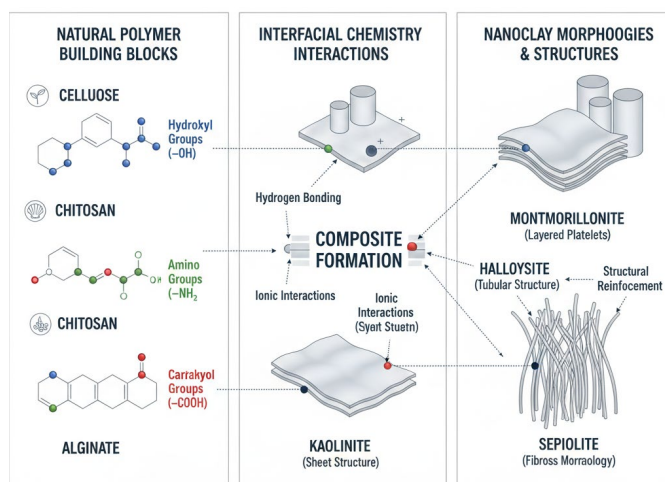 NATURAL POLYMER
BUILDING BLOCKS
CELLUOSE
Hydrokyl
Groups
(–OH)
CHITOSAN
Amino
Groups
(–NH₂
OH
CHITOSAN
Carrakyol
Groups
(–COOH)
ALGINATE
INTERFACIAL CHEMISTRY
INTERACTIONS
Hydrogen Bonding
COMPOSITE
FORMATION
Ionic Interactions
Ionic
Interactions
(Syɐt Stuetn)
KAOLINITE
(Sheet Structure)
NANOCLAY MORPHOOGIES
& STRUCTURES
MONTMORILLONITE
(Layered Platelets)
HALLOYSITE
(Tubular Structure)
Structural
Reinfocement
SEPIOLITE
(Fibross Morraology)